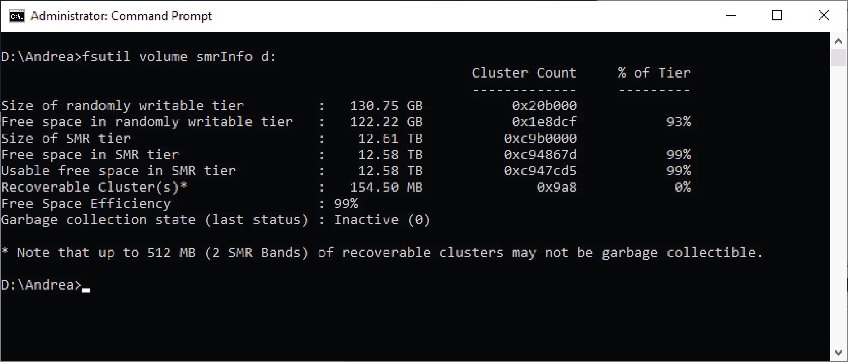 Administrator: Command Prompt
D:\Andrea>fsutil volume smrInfo d:
Cluster Count % of Tier
------------- ---------
Size of randomly writable tier : 130.75 GB 0x20b000
Free space in randomly writable tier : 122.22 GB 0x1e8dcf 93%
Size of SMR tier : 12.61 TB 0xc9b0000
Free space in SMR tier : 12.58 TB 0xc94867d 99%
Usable free space in SMR tier : 12.58 TB 0xc947cd5 99%
Recoverable Cluster(s)* : 154.50 MB 0x9a8 0%
Free Space Efficiency : 99%
Garbage collection state (last status) : Inactive (0)
* Note that up to 512 MB (2 SMR Bands) of recoverable clusters may not be garbage collectible.
D:\Andrea>